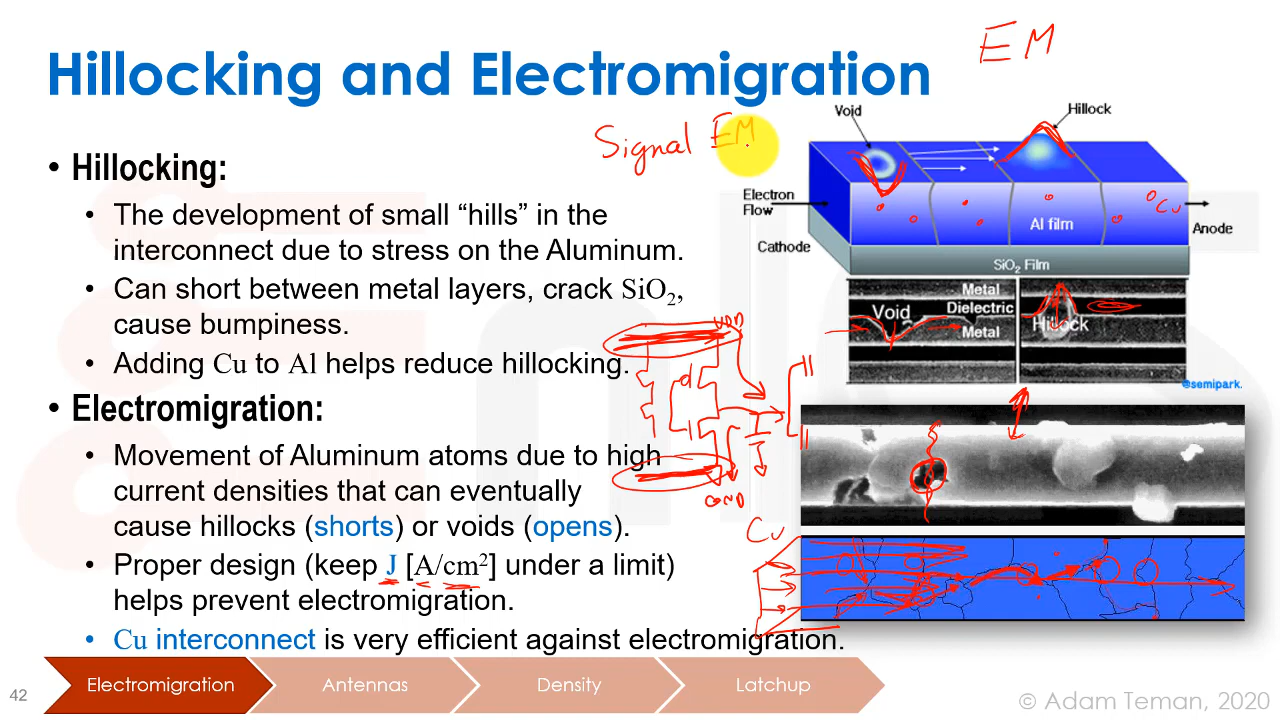 EM
Hillocking and Electromigration
Signal EM
• Hillocking:
• The development of small “hills” in the
interconnect due to stress on the Aluminum.
• Can short between metal layers, crack SiO₂,
cause bumpiness.
• Adding Cu to Al helps reduce hillocking.
• Electromigration:
• Movement of Aluminum atoms due to high
current densities that can eventually
cause hillocks (shorts) or voids (opens).
• Proper design (keep J [A/cm²] under a limit)
helps prevent electromigration.
• Cu interconnect is very efficient against electromigration.
Void
Hillock
Electron
Flow
Cathode
Al film
Cu
Anode
SiO₂ Film
Metal
Void
Dielectric
Metal
Hillock
@semipark.
VDD
GND
Cu
42
Electromigration
Antennas
Density
Latchup
© Adam Teman, 2020